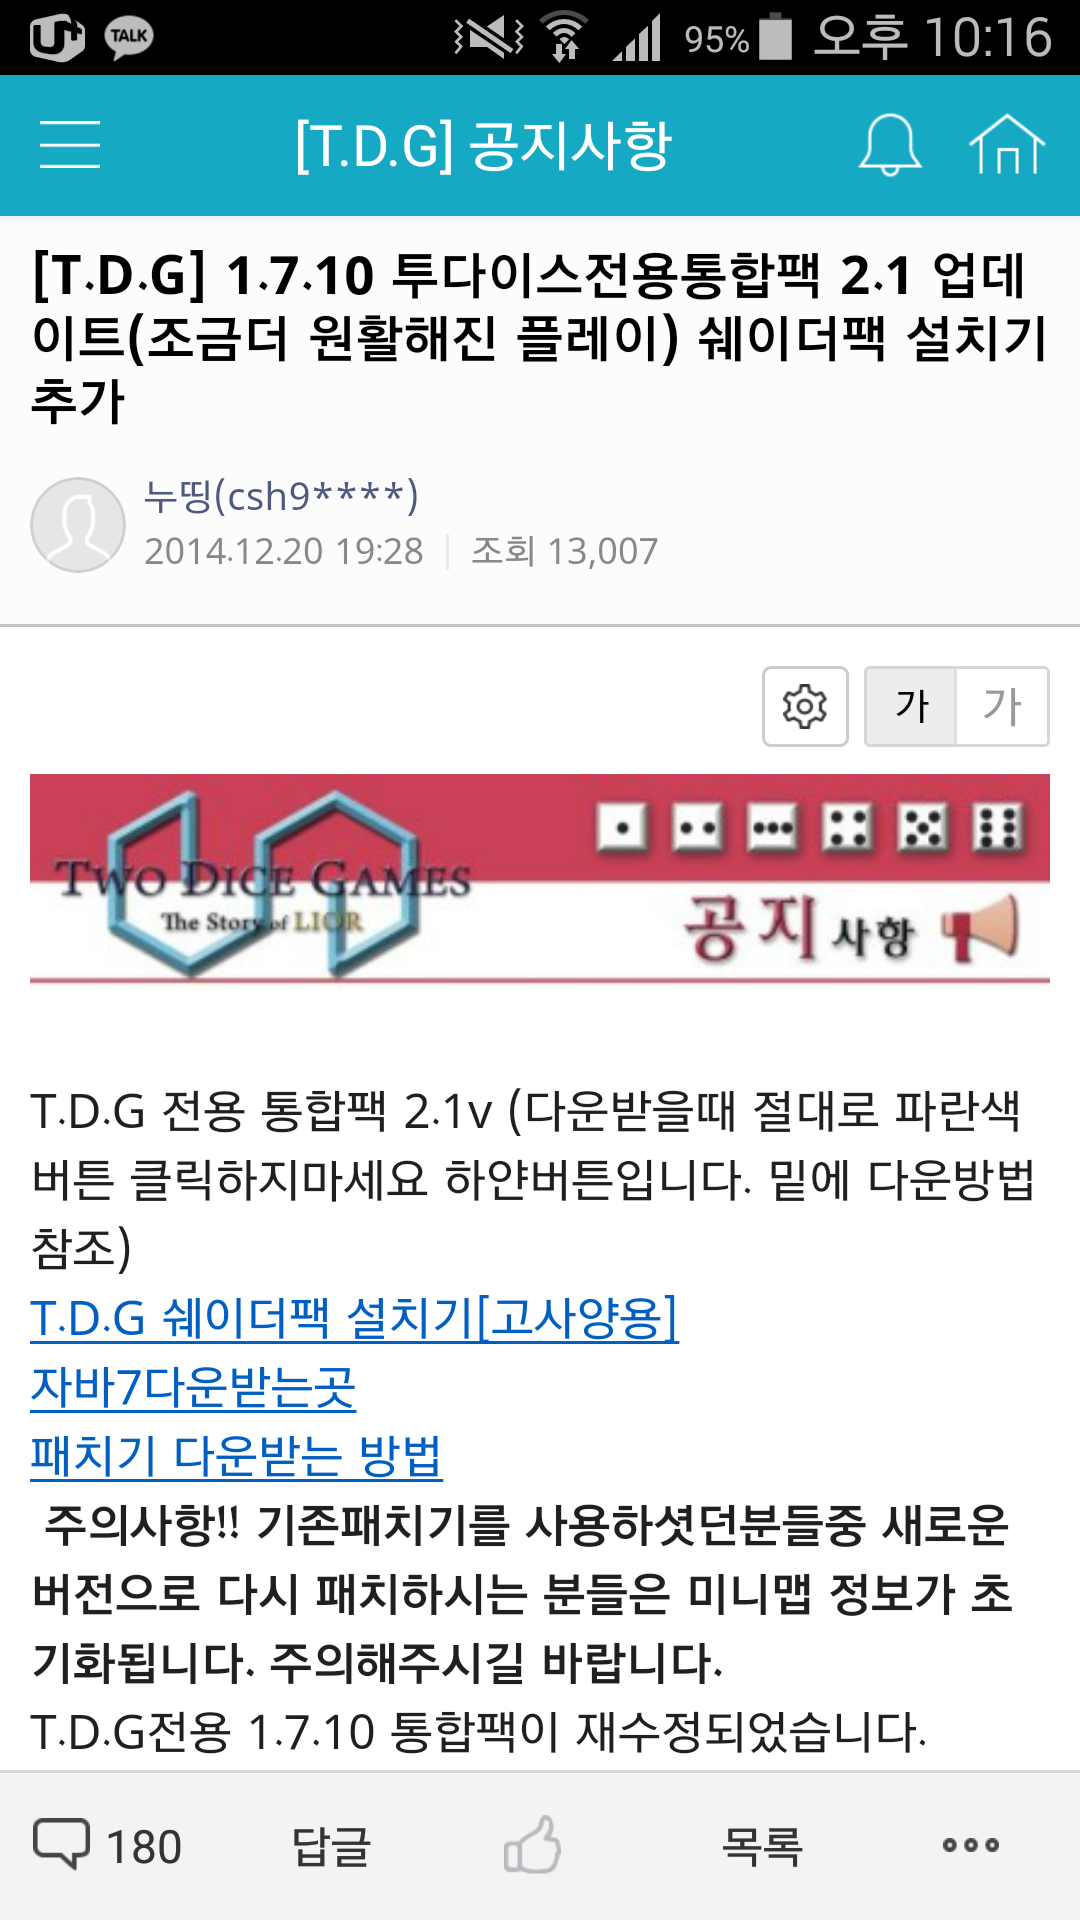 U+ TALK 95% 오후 10:16
[T.D.G] 공지사항
[T.D.G] 1.7.10 투다이스전용통합팩 2.1 업데
이트(조금더 원활해진 플레이) 쉐이더팩 설치기
추가
누띵(csh9****)
2014.12.20 19:28 조회 13,007
가 가
TWO DICE GAMES
The Story of LIOR
공지사항
T.D.G 전용 통합팩 2.1v (다운받을때 절대로 파란색
버튼 클릭하지마세요 하얀버튼입니다. 밑에 다운방법
참조)
T.D.G 쉐이더팩 설치기[고사양용]
자바7다운받는곳
패치기 다운받는 방법
주의사항!! 기존패치기를 사용하셧던분들중 새로운
버전으로 다시 패치하시는 분들은 미니맵 정보가 초
기화됩니다. 주의해주시길 바랍니다.
T.D.G전용 1.7.10 통합팩이 재수정되었습니다.
180 답글 목록